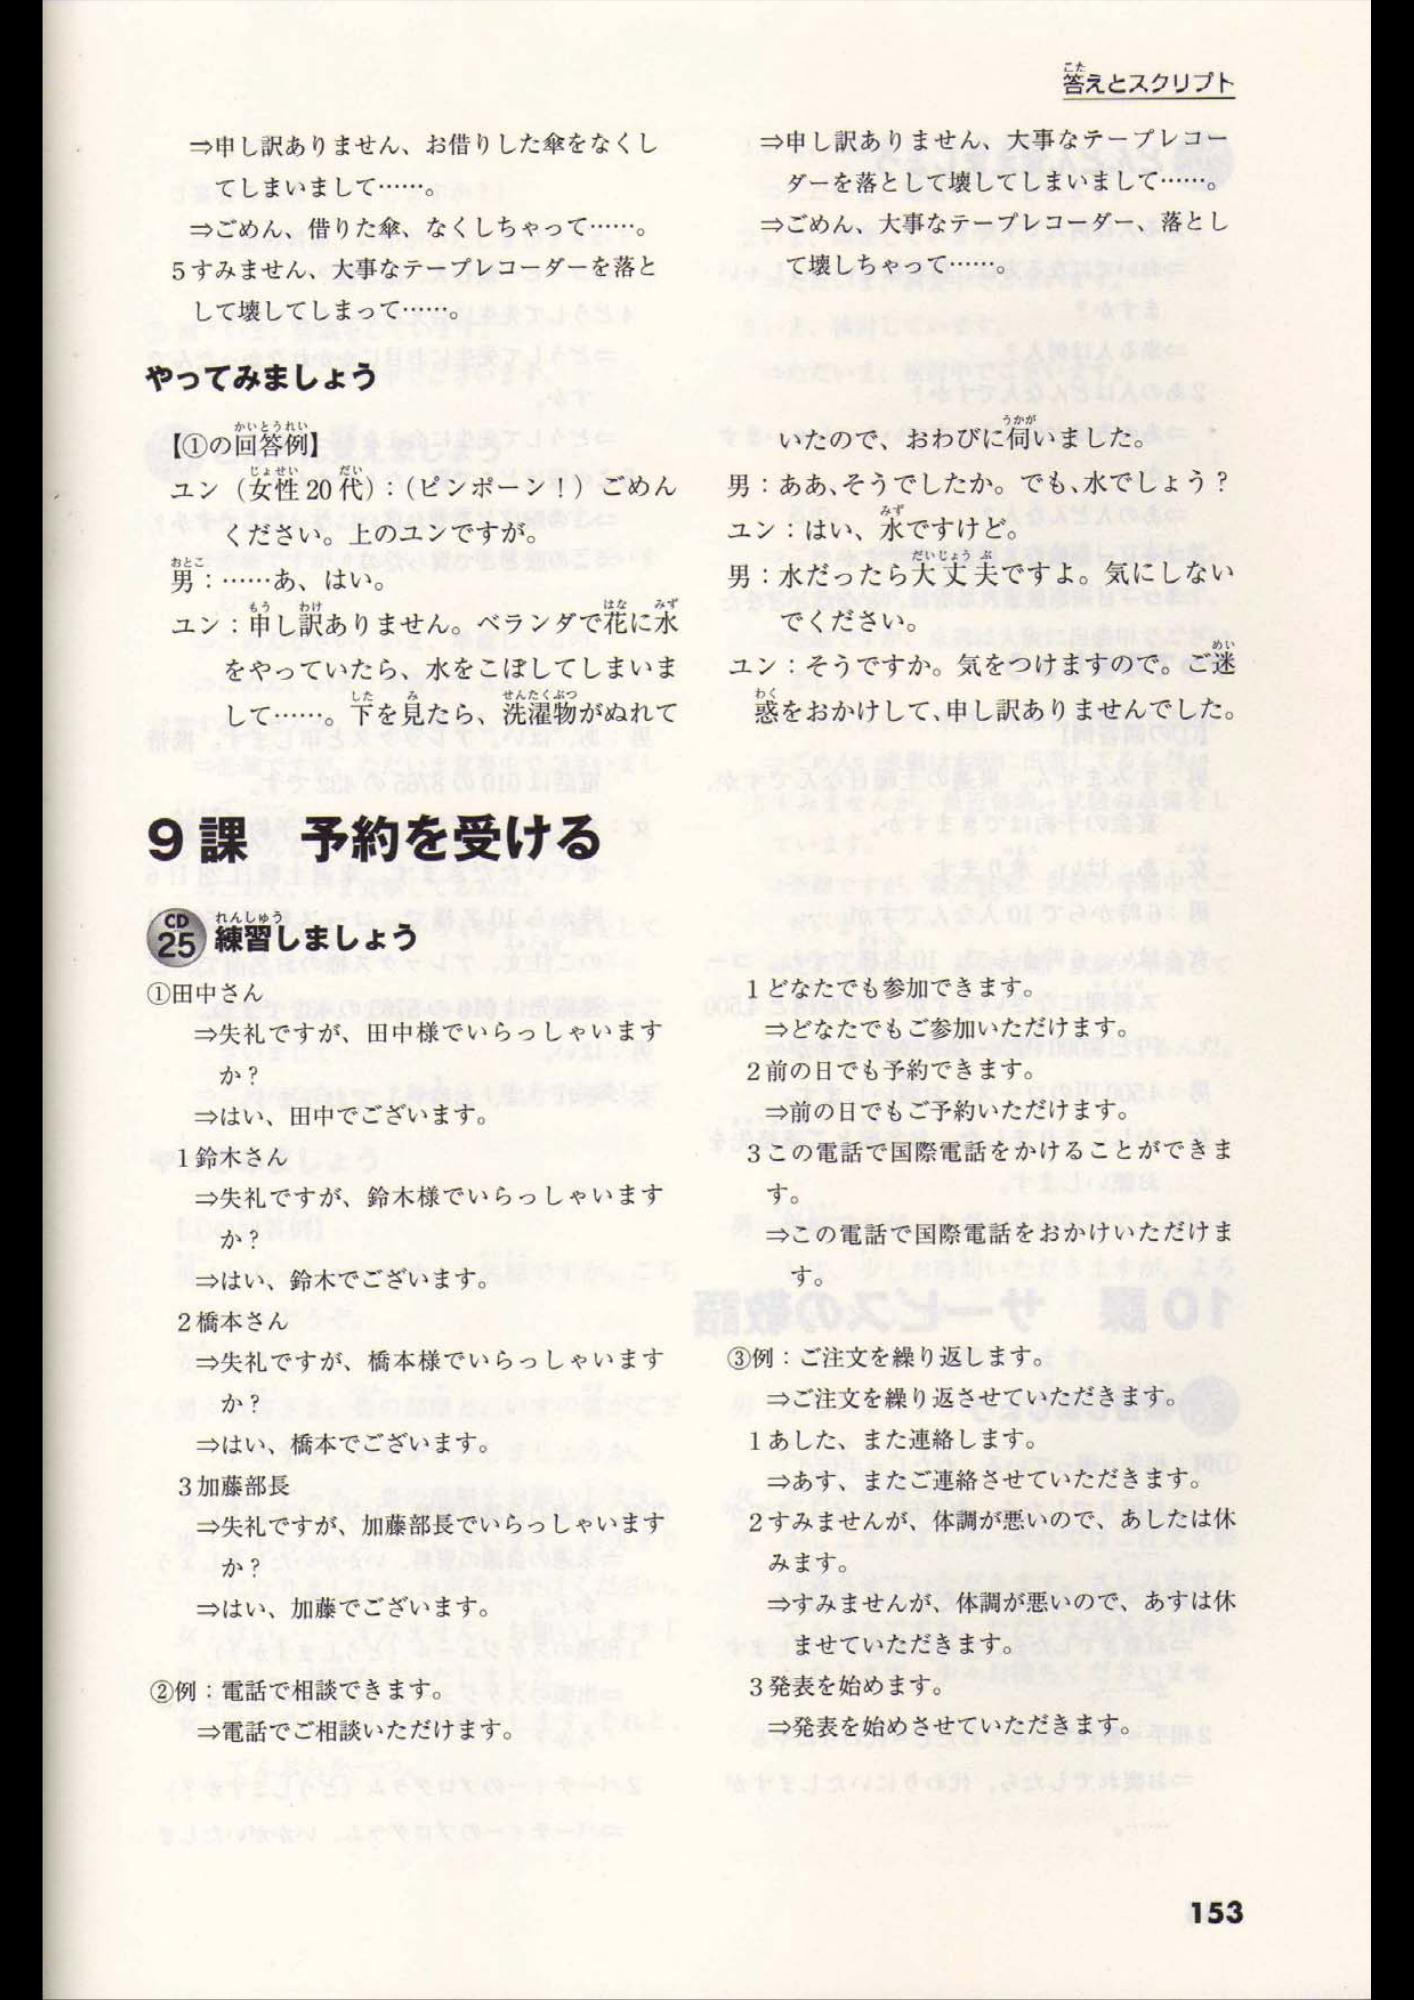 答えとスクリプト
⇒申し訳ありません、お借りした傘をなくし
てしまいまして……。
⇒ごめん、借りた傘、なくしちゃって……。
5すみません、大事なテープレコーダーを落と
して壊してしまって……。
⇒申し訳ありません、大事なテープレコー
ダーを落として壊してしまいまして……。
⇒ごめん、大事なテープレコーダー、落とし
て壊しちゃって……。
やってみましょう
【①の回答例】
ユン（女性20代）：（ピンポーン！）ごめん
ください。上のユンですが。
男：……あ、はい。
ユン：申し訳ありません。ベランダで花に水
をやっていたら、水をこぼしてしまいま
して……。下を見たら、洗濯物がぬれて
いたので、おわびに伺いました。
男：ああ、そうでしたか。でも、水でしょう？
ユン：はい、水ですけど。
男：水だったら大丈夫ですよ。気にしない
でください。
ユン：そうですか。気をつけますので。ご迷
惑をおかけして、申し訳ありませんでした。
9課　予約を受ける
CD
25
練習しましょう
①田中さん
⇒失礼ですが、田中様でいらっしゃいます
か？
⇒はい、田中でございます。
1鈴木さん
⇒失礼ですが、鈴木様でいらっしゃいます
か？
⇒はい、鈴木でございます。
2橋本さん
⇒失礼ですが、橋本様でいらっしゃいます
か？
⇒はい、橋本でございます。
3加藤部長
⇒失礼ですが、加藤部長でいらっしゃいます
か？
⇒はい、加藤でございます。
②例：電話で相談できます。
⇒電話でご相談いただけます。
1どなたでも参加できます。
⇒どなたでもご参加いただけます。
2前の日でも予約できます。
⇒前の日でもご予約いただけます。
3この電話で国際電話をかけることができま
す。
⇒この電話で国際電話をおかけいただけま
す。
③例：ご注文を繰り返します。
⇒ご注文を繰り返させていただきます。
1あした、また連絡します。
⇒あす、またご連絡させていただきます。
2すみませんが、体調が悪いので、あしたは休
みます。
⇒すみませんが、体調が悪いので、あすは休
ませていただきます。
3発表を始めます。
⇒発表を始めさせていただきます。
153